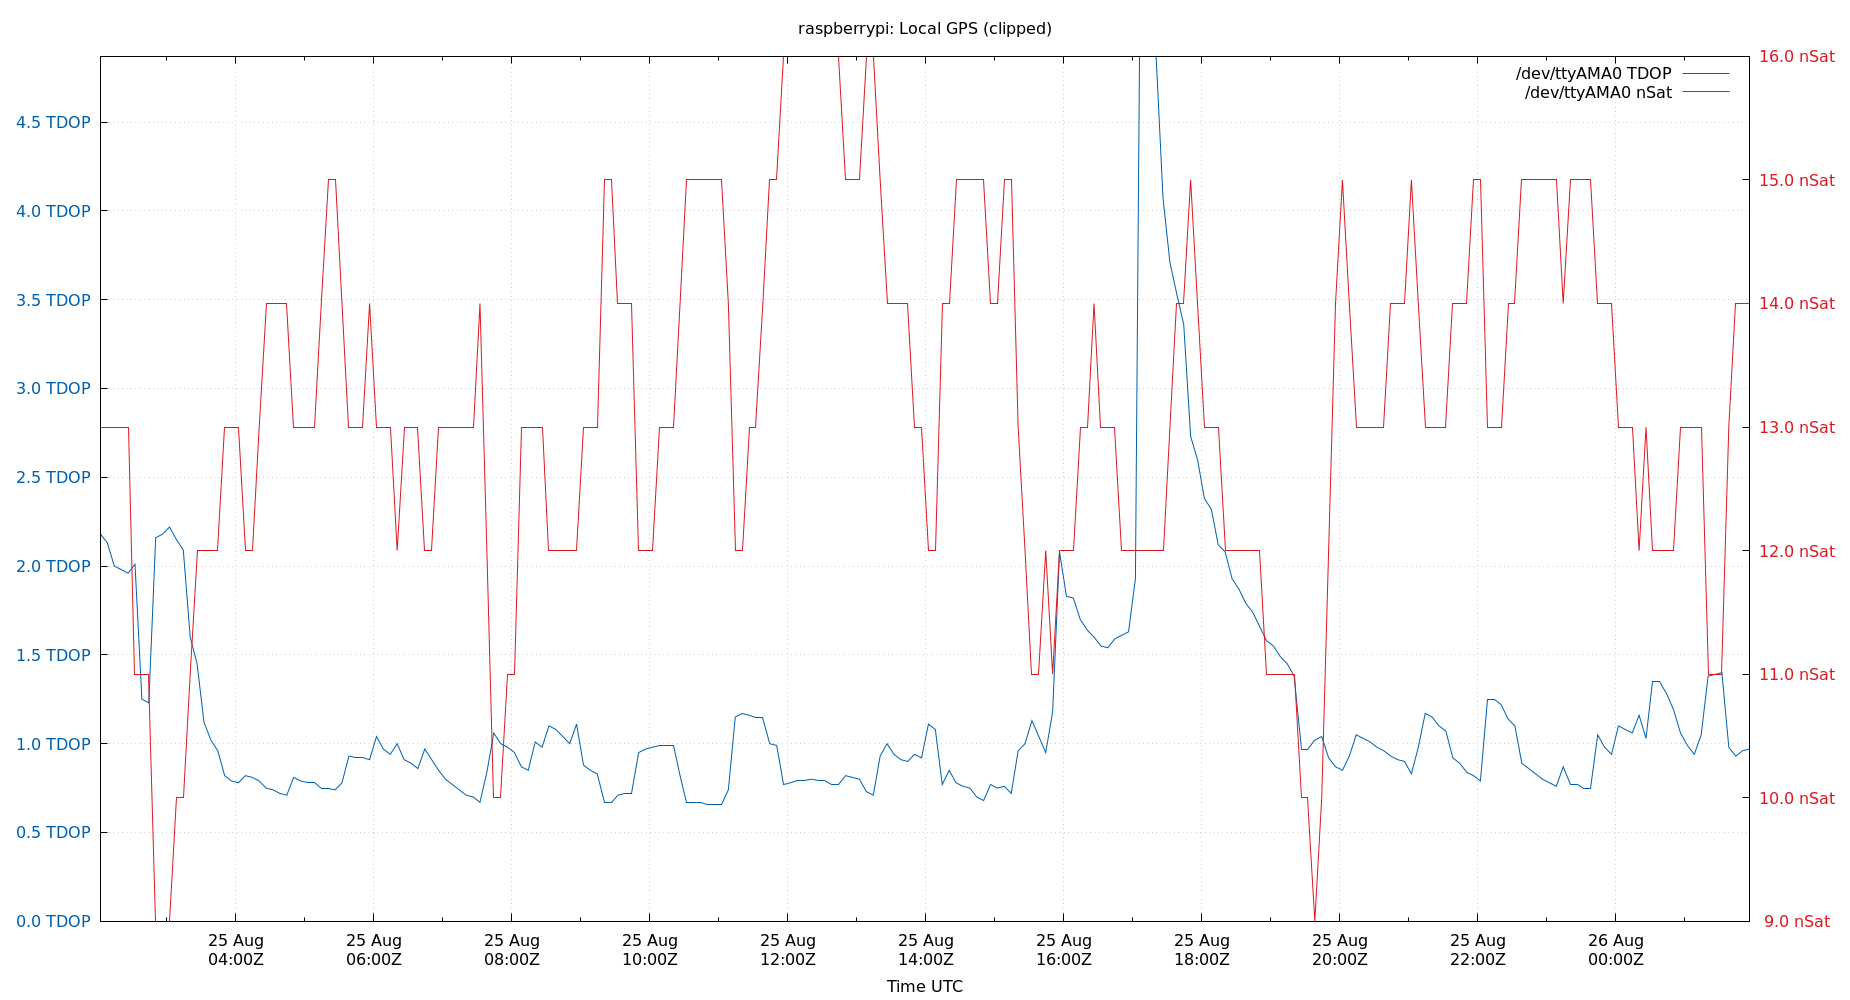 raspberrypi: Local GPS (clipped)
/dev/ttyAMA0 TDOP
/dev/ttyAMA0 nSat
4.5 TDOP
4.0 TDOP
3.5 TDOP
3.0 TDOP
2.5 TDOP
2.0 TDOP
1.5 TDOP
1.0 TDOP
0.5 TDOP
0.0 TDOP
16.0 nSat
15.0 nSat
14.0 nSat
13.0 nSat
12.0 nSat
11.0 nSat
10.0 nSat
9.0 nSat
25 Aug 25 Aug 25 Aug 25 Aug 25 Aug 25 Aug 25 Aug 25 Aug 25 Aug 25 Aug 26 Aug
04:00Z 06:00Z 08:00Z 10:00Z 12:00Z 14:00Z 16:00Z 18:00Z 20:00Z 22:00Z 00:00Z
Time UTC